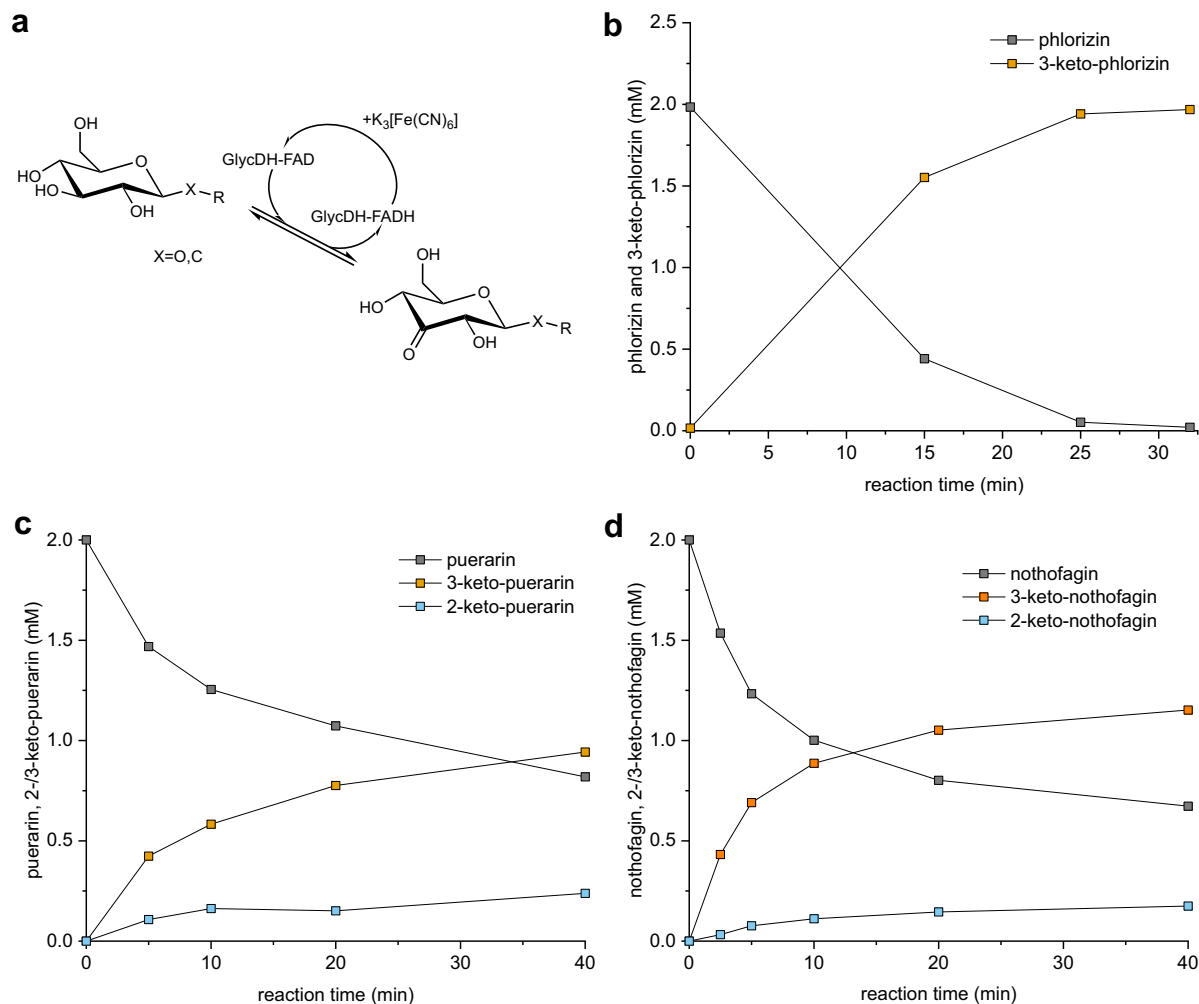 a
OH
HO
HO
OH
O
X
R
X=O,C
+K3[Fe(CN)6]
GlycDH-FAD
GlycDH-FADH
OH
HO
O
O
OH
X
R
b
phlorizin and 3-keto-phlorizin (mM)
2.5
2.0
1.5
1.0
0.5
0.0
phlorizin
3-keto-phlorizin
0 5 10 15 20 25 30
reaction time (min)
c
puerarin, 2-/3-keto-puerarin (mM)
2.0
1.5
1.0
0.5
0.0
puerarin
3-keto-puerarin
2-keto-puerarin
0 10 20 30 40
reaction time (min)
d
nothofagin, 2-/3-keto-nothofagin (mM)
2.0
1.5
1.0
0.5
0.0
nothofagin
3-keto-nothofagin
2-keto-nothofagin
0 10 20 30 40
reaction time (min)